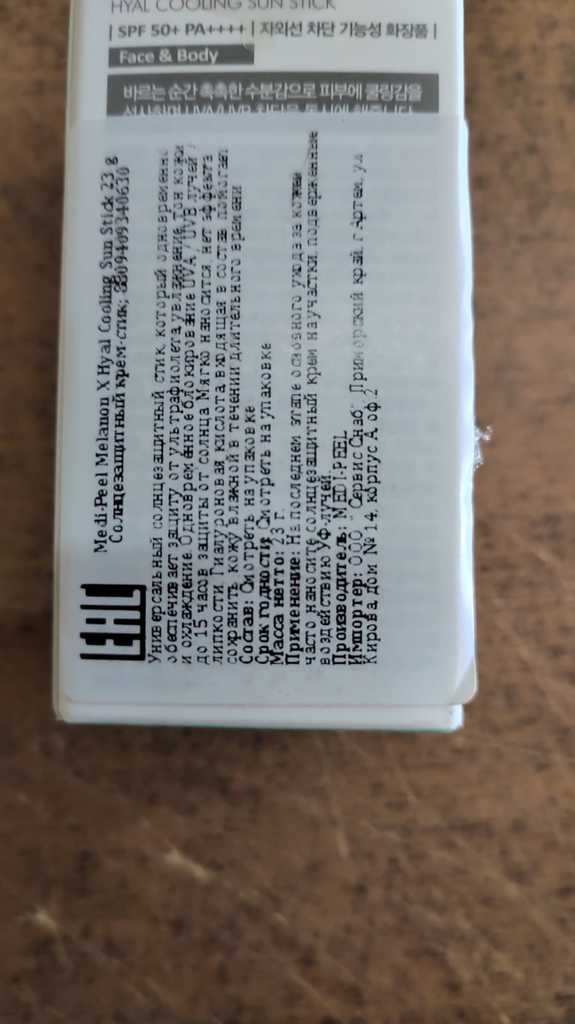 HYAL COOLING SUN STICK
| SPF 50+ PA++++ | 자외선 차단 기능성 화장품 |
Face & Body
바르는 순간 촉촉한 수분감으로 피부에 쿨링감을
EAC
Medi-Peel Melanon X Hyal Cooling Sun Stick 23 g
Солнцезащитный крем-стик; 8809409340630
Универсальный солнцезащитный стик, который одновременно
обеспечивает защиту от ультрафиолета, увлажнение, тон кожи
и охлаждение. Одновременное блокирование UVA / UVB лучей /
до 15 часов защиты от солнца Мягко наносится, нет эффекта
липкости Гиалуроновая кислота входящая в состав помогает
сохранить кожу влажной в течении длительного времени
Состав: Смотреть на упаковке
Срок годности: Смотреть на упаковке
Масса нетто: 23 г.
Применение: На последнем этапе основного ухода за кожей
часто наносите солнцезащитный крем на участки, подверженные
воздействию Уф-лучей.
Производитель: MEDI-PEEL
Импортер: ООО " Сервис Снаб" Приморский край, г Артем, ул
Кирова, дом № 14, корпус А, оф.2